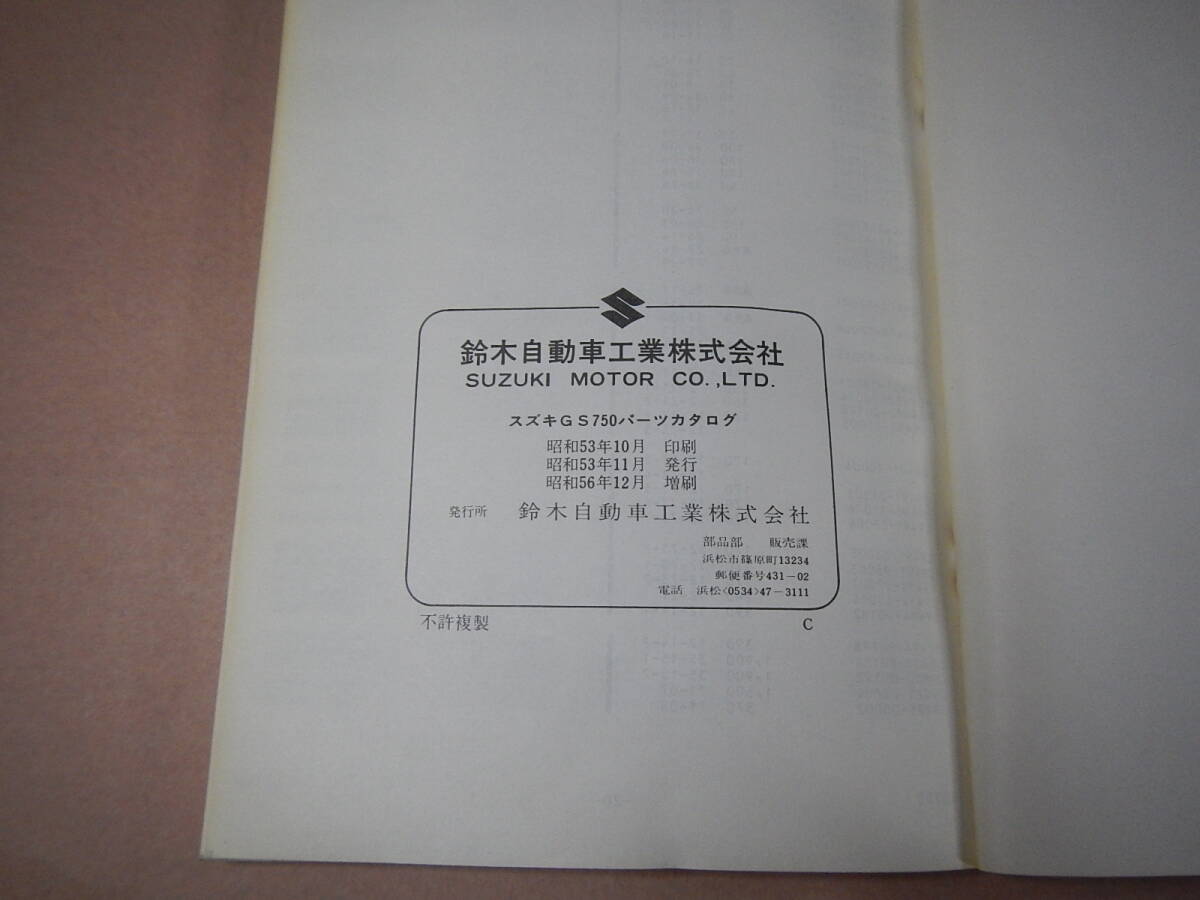 鈴木自動車工業株式会社
SUZUKI MOTOR CO.,LTD.
スズキGS750パーツカタログ
昭和53年10月 印刷
昭和53年11月 発行
昭和56年12月 増刷
発行所 鈴木自動車工業株式会社
部品部 販売課
浜松市篠原町13234
郵便番号431-02
電話 浜松<0534>47-3111
不許複製 C